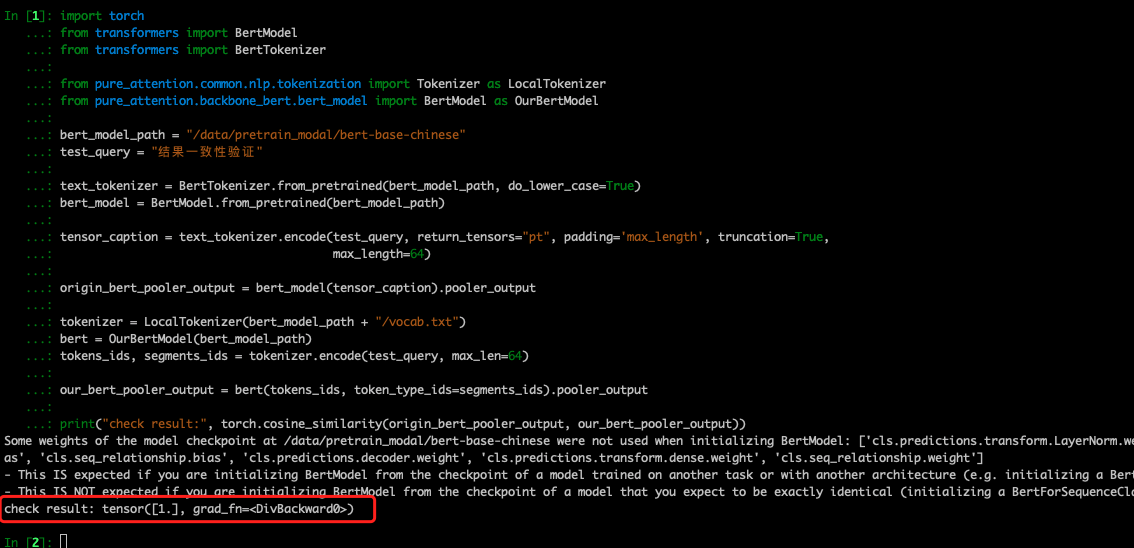 In [1]: import torch
   ...: from transformers import BertModel
   ...: from transformers import BertTokenizer
   ...:
   ...: from pure_attention.common.nlp.tokenization import Tokenizer as LocalTokenizer
   ...: from pure_attention.backbone_bert.bert_model import BertModel as OurBertModel
   ...:
   ...: bert_model_path = "/data/pretrain_modal/bert-base-chinese"
   ...: test_query = "结果一致性验证"
   ...:
   ...: text_tokenizer = BertTokenizer.from_pretrained(bert_model_path, do_lower_case=True)
   ...: bert_model = BertModel.from_pretrained(bert_model_path)
   ...:
   ...: tensor_caption = text_tokenizer.encode(test_query, return_tensors="pt", padding='max_length', truncation=True,
   ...:                                        max_length=64)
   ...:
   ...: origin_bert_pooler_output = bert_model(tensor_caption).pooler_output
   ...:
   ...: tokenizer = LocalTokenizer(bert_model_path + "/vocab.txt")
   ...: bert = OurBertModel(bert_model_path)
   ...: tokens_ids, segments_ids = tokenizer.encode(test_query, max_len=64)
   ...:
   ...: our_bert_pooler_output = bert(tokens_ids, token_type_ids=segments_ids).pooler_output
   ...:
   ...: print("check result:", torch.cosine_similarity(origin_bert_pooler_output, our_bert_pooler_output))
Some weights of the model checkpoint at /data/pretrain_modal/bert-base-chinese were not used when initializing BertModel: ['cls.predictions.transform.LayerNorm.we
as', 'cls.seq_relationship.bias', 'cls.predictions.decoder.weight', 'cls.predictions.transform.dense.weight', 'cls.seq_relationship.weight']
- This IS expected if you are initializing BertModel from the checkpoint of a model trained on another task or with another architecture (e.g. initializing a Bert
- This IS NOT expected if you are initializing BertModel from the checkpoint of a model that you expect to be exactly identical (initializing a BertForSequenceCla
check result: tensor([1.], grad_fn=<DivBackward0>)
In [2]: